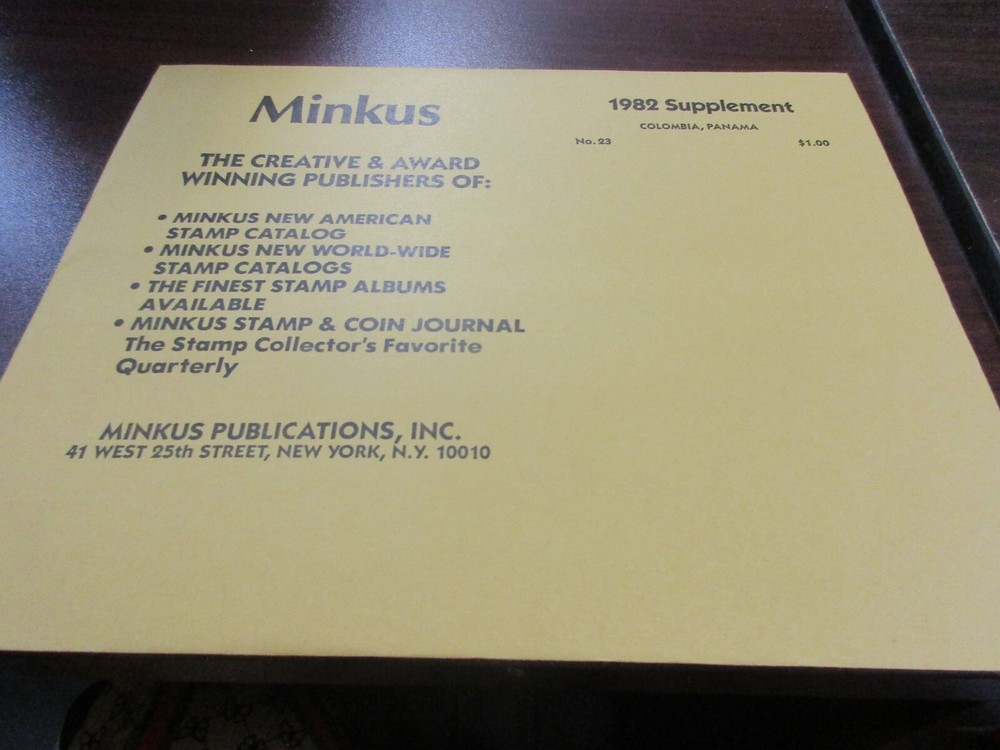 Minkus
THE CREATIVE & AWARD
WINNING PUBLISHERS OF:
• MINKUS NEW AMERICAN
STAMP CATALOG
• MINKUS NEW WORLD-WIDE
STAMP CATALOGS
• THE FINEST STAMP ALBUMS
AVAILABLE
• MINKUS STAMP & COIN JOURNAL
The Stamp Collector's Favorite
Quarterly
MINKUS PUBLICATIONS, INC.
41 WEST 25th STREET, NEW YORK, N.Y. 10010
1982 Supplement
COLOMBIA, PANAMA
No. 23 $1.00